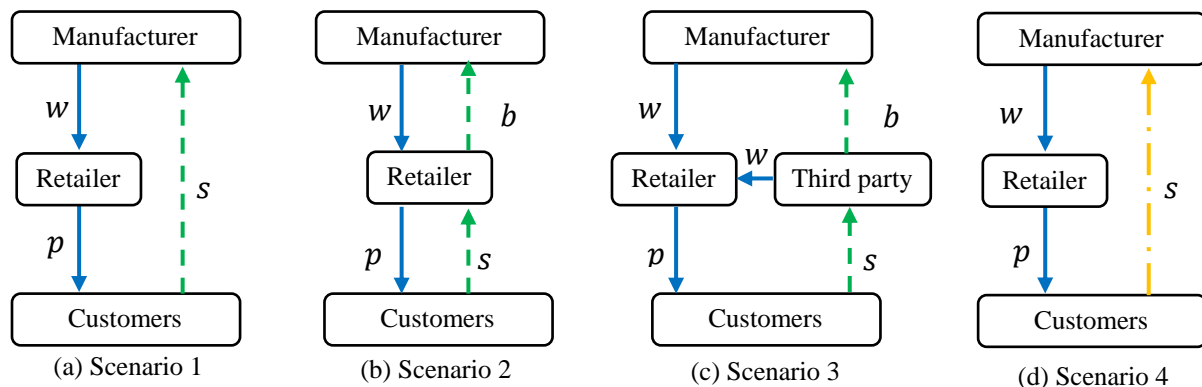 Manufacturer
w
Retailer
s
p
Customers
(a) Scenario 1
Manufacturer
w
b
Retailer
p
s
Customers
(b) Scenario 2
Manufacturer
w
b
Retailer
w
Third party
p
s
Customers
(c) Scenario 3
Manufacturer
w
Retailer
s
p
Customers
(d) Scenario 4